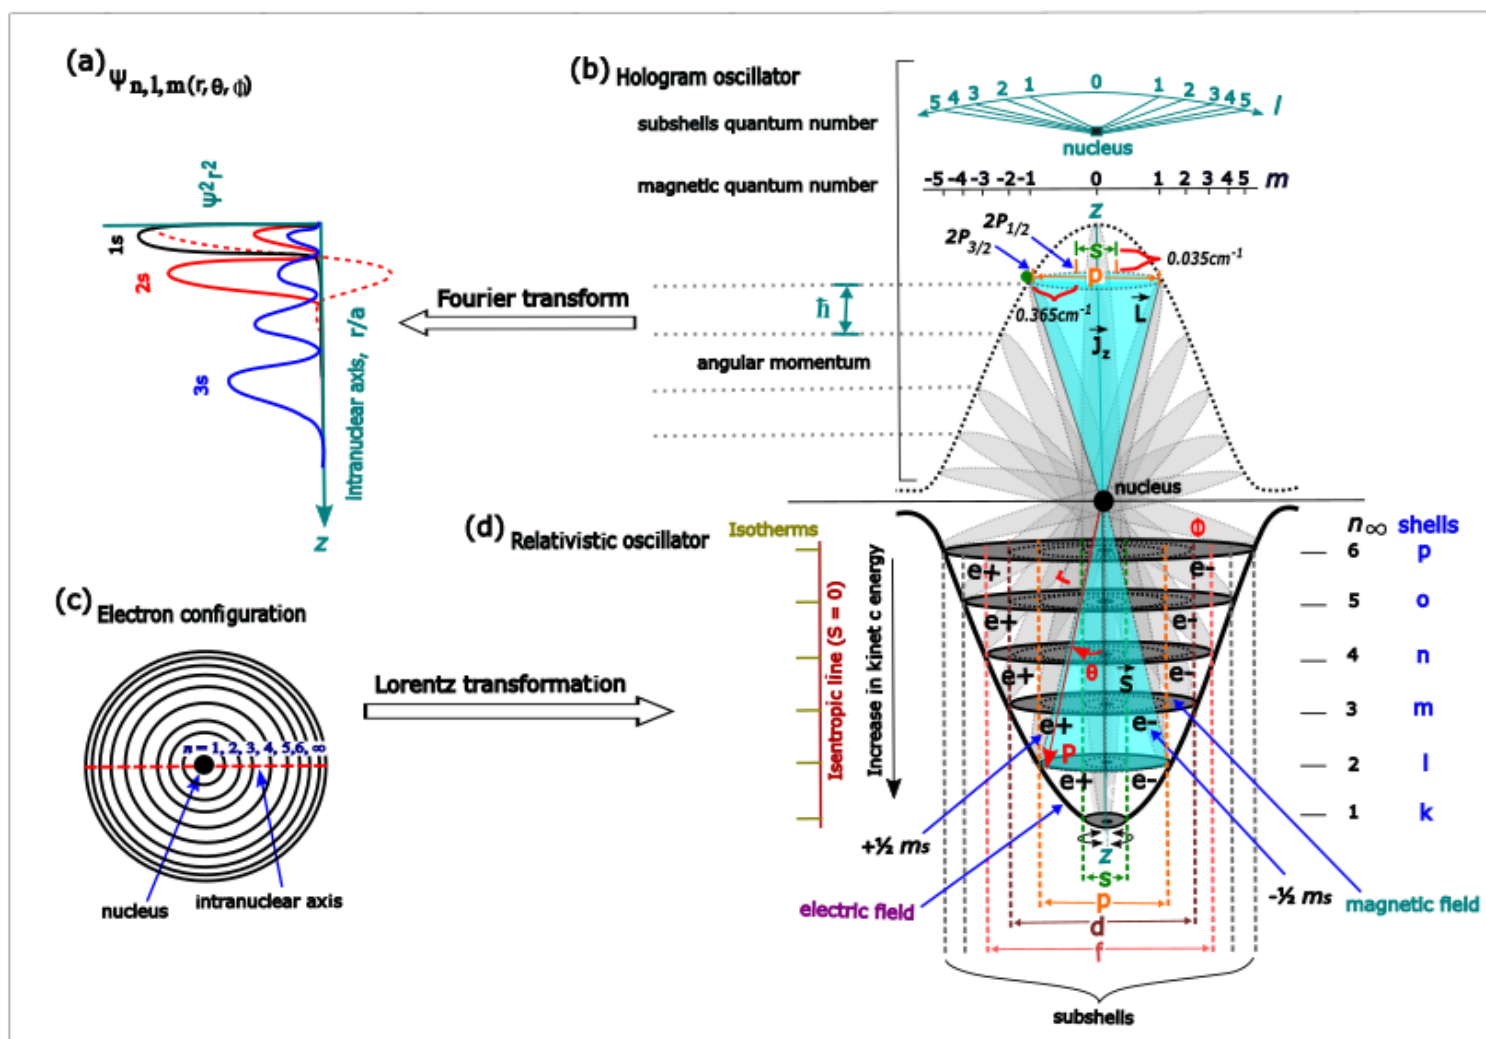 (a)
Ψn,l,m(r,θ,Φ)
Ψ²r²
1s
2s
3s
Intranuclear axis, r/a
z
Fourier transform
(b) Hologram oscillator
subshells quantum number
5 4 3 2 1 0 1 2 3 4 5 l
nucleus
magnetic quantum number
-5 -4 -3 -2 -1 0 1 2 3 4 5 m
z
2P3/2
2P1/2
s
0.035cm⁻¹
p
0.365cm⁻¹
ħ
L
Jz
angular momentum
nucleus
(c) Electron configuration
n = 1, 2, 3, 4, 5, 6, ∞
nucleus
intranuclear axis
Lorentz transformation
(d) Relativistic oscillator
Isotherms
Isentropic line (S = 0)
Increase in kinet c energy
n∞ shells
Φ
6 p
e+ e-
r
5 o
e+ e-
4 n
θ
S
e+ e-
3 m
e+ e-
P
2 l
e+ e-
1 k
+½ ms
z
s
-½ ms
electric field
magnetic field
p
d
f
subshells